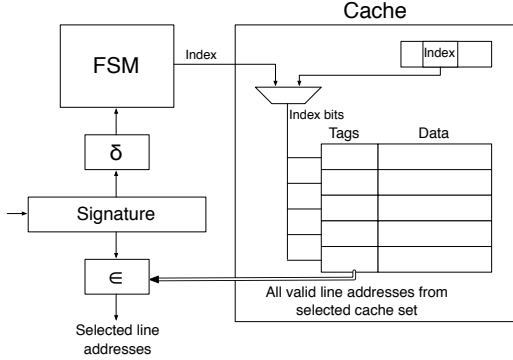 Cache
FSM
Index
Index
Index bits
Tags
Data
δ
Signature
∈
All valid line addresses from
selected cache set
Selected line
addresses